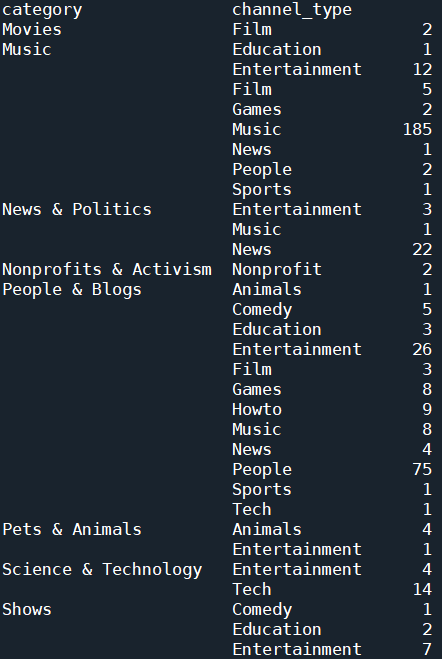 category               channel_type
Movies                 Film               2
Music                  Education          1
                       Entertainment     12
                       Film               5
                       Games              2
                       Music            185
                       News               1
                       People             2
                       Sports             1
News & Politics        Entertainment      3
                       Music              1
                       News              22
Nonprofits & Activism  Nonprofit          2
People & Blogs         Animals            1
                       Comedy             5
                       Education          3
                       Entertainment     26
                       Film               3
                       Games              8
                       Howto              9
                       Music              8
                       News               4
                       People            75
                       Sports             1
                       Tech               1
Pets & Animals         Animals            4
                       Entertainment      1
Science & Technology   Entertainment      4
                       Tech              14
Shows                  Comedy             1
                       Education          2
                       Entertainment      7